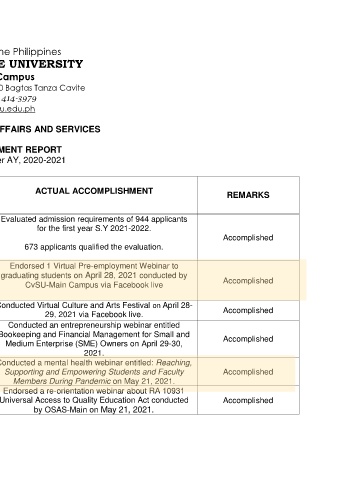 he Philippines
E UNIVERSITY
Campus
Bagtas Tanza Cavite
414-3979
u.edu.ph
FFAIRS AND SERVICES
MENT REPORT
er AY, 2020-2021
ACTUAL ACCOMPLISHMENT
REMARKS
Evaluated admission requirements of 944 applicants
for the first year S.Y 2021-2022.
673 applicants qualified the evaluation.
Accomplished
Endorsed 1 Virtual Pre-employment Webinar to
graduating students on April 28, 2021 conducted by
CvSU-Main Campus via Facebook live
Accomplished
Conducted Virtual Culture and Arts Festival on April 28-
29, 2021 via Facebook live.
Accomplished
Conducted an entrepreneurship webinar entitled
Bookeeping and Financial Management for Small and
Medium Enterprise (SME) Owners on April 29-30,
2021.
Accomplished
Conducted a mental health webinar entitled: Reaching,
Supporting and Empowering Students and Faculty
Members During Pandemic on May 21, 2021.
Accomplished
Endorsed a re-orientation webinar about RA 10931
Universal Access to Quality Education Act conducted
by OSAS-Main on May 21, 2021.
Accomplished